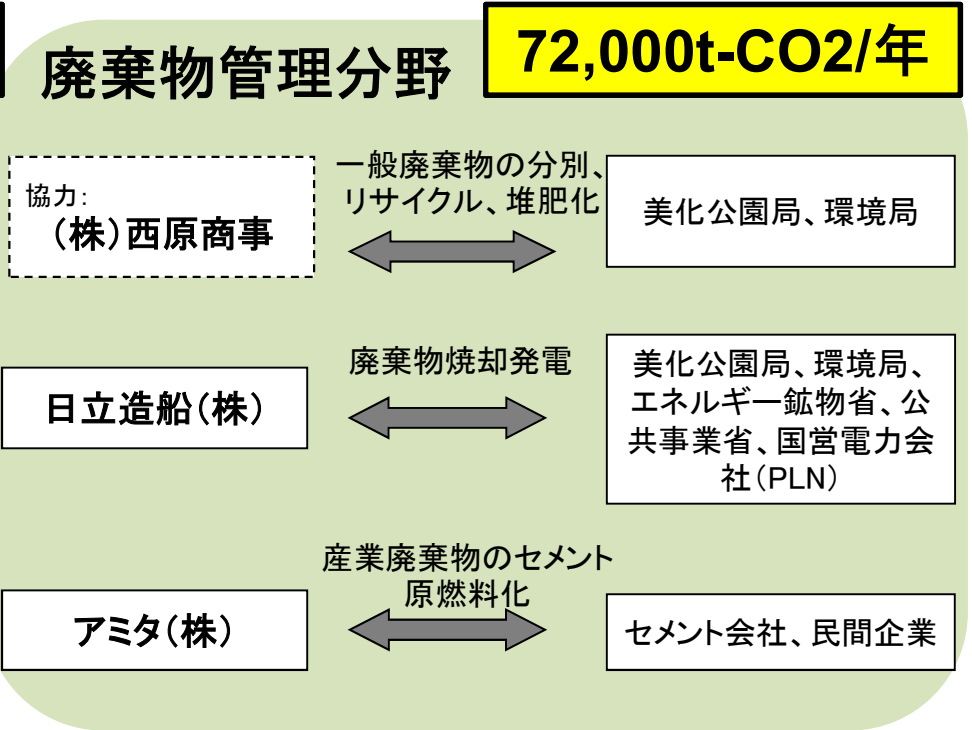 廃棄物管理分野
72,000t-CO2/年
協力:
（株）西原商事
一般廃棄物の分別、
リサイクル、堆肥化
美化公園局、環境局
日立造船（株）
廃棄物焼却発電
美化公園局、環境局、
エネルギー鉱物省、公
共事業省、国営電力会
社（PLN）
アミタ（株）
産業廃棄物のセメント
原燃料化
セメント会社、民間企業